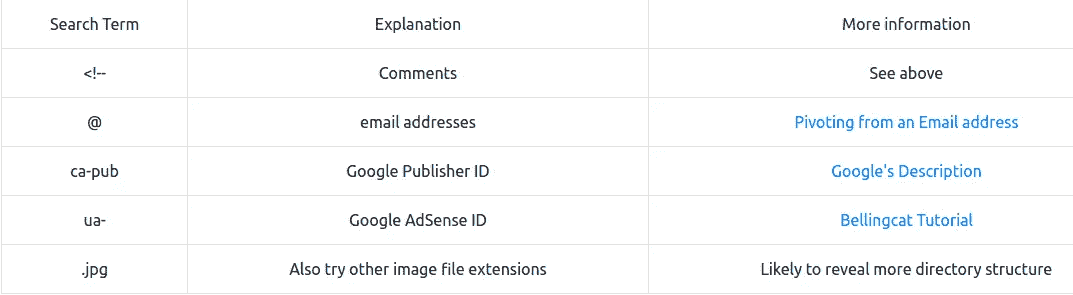 Search Term Explanation More information
<!-- Comments See above
@ email addresses Pivoting from an Email address
ca-pub Google Publisher ID Google's Description
ua- Google AdSense ID Bellingcat Tutorial
.jpg Also try other image file extensions Likely to reveal more directory structure